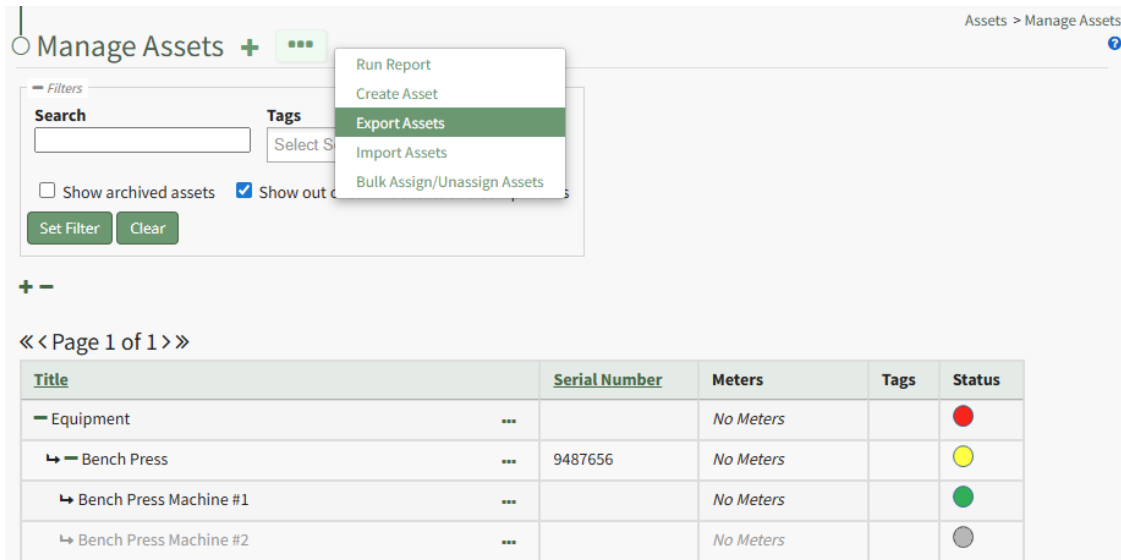 Assets > Manage Assets
Manage Assets
Run Report
Create Asset
Export Assets
Import Assets
Bulk Assign/Unassign Assets
Filters
Search
Tags
Select
Show archived assets
Show out
Set Filter
Clear
Page 1 of 1
Title Serial Number Meters Tags Status
Equipment No Meters
Bench Press 9487656 No Meters
Bench Press Machine #1 No Meters
Bench Press Machine #2 No Meters